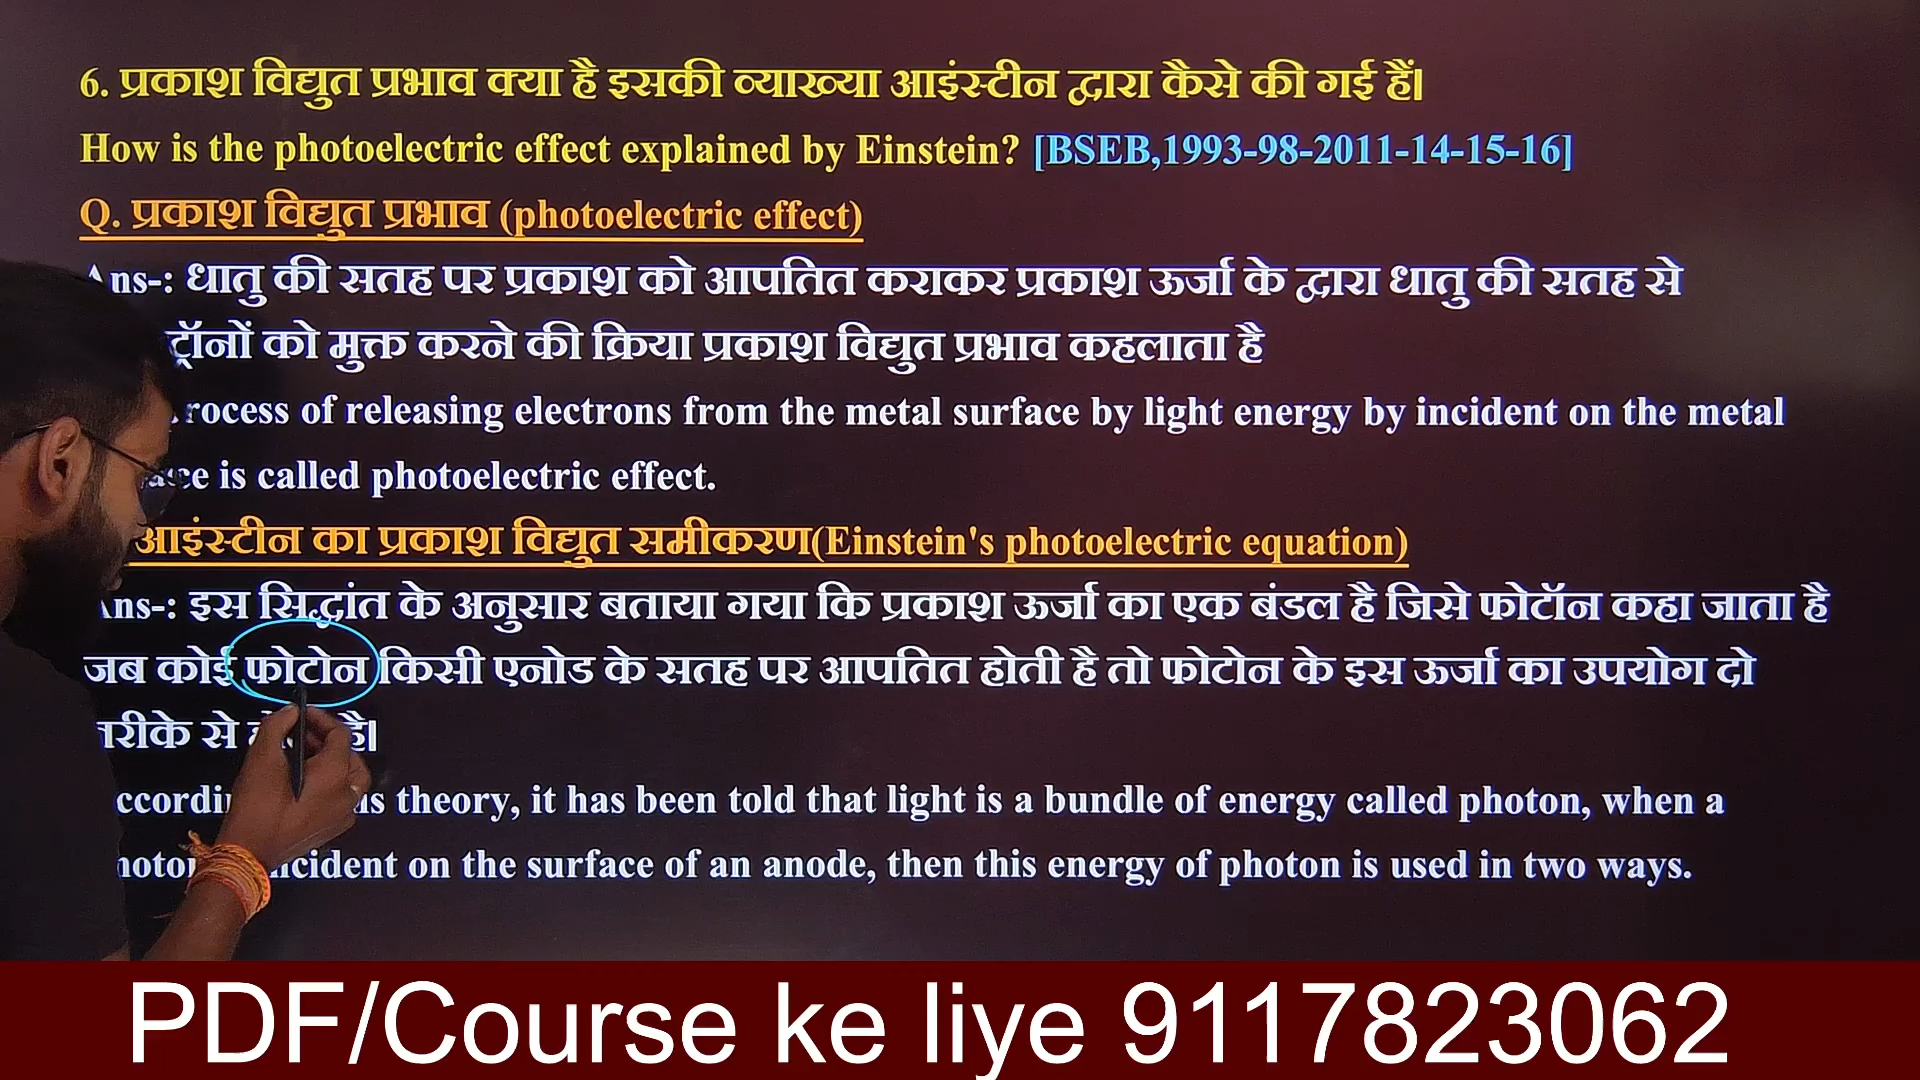 6. प्रकाश विद्युत प्रभाव क्या है इसकी व्याख्या आइंस्टीन द्वारा कैसे की गई हैं।
How is the photoelectric effect explained by Einstein? [BSEB,1993-98-2011-14-15-16]
Q. प्रकाश विद्युत प्रभाव (photoelectric effect)
Ans-: धातु की सतह पर प्रकाश को आपतित कराकर प्रकाश ऊर्जा के द्वारा धातु की सतह से
को मुक्त करने की क्रिया प्रकाश विद्युत प्रभाव कहलाता है
of releasing electrons from the metal surface by light energy by incident on the metal
is called photoelectric effect.
आइंस्टीन का प्रकाश विद्युत समीकरण(Einstein's photoelectric equation)
Ans-: इस सिद्धांत के अनुसार बताया गया कि प्रकाश ऊर्जा का एक बंडल है जिसे फोटॉन कहा जाता है
जब कोई फोटोन किसी एनोड के सतह पर आपतित होती है तो फोटोन के इस ऊर्जा का उपयोग दो
तरीके से है।
theory, it has been told that light is a bundle of energy called photon, when a
incident on the surface of an anode, then this energy of photon is used in two ways.
PDF/Course ke liye 9117823062